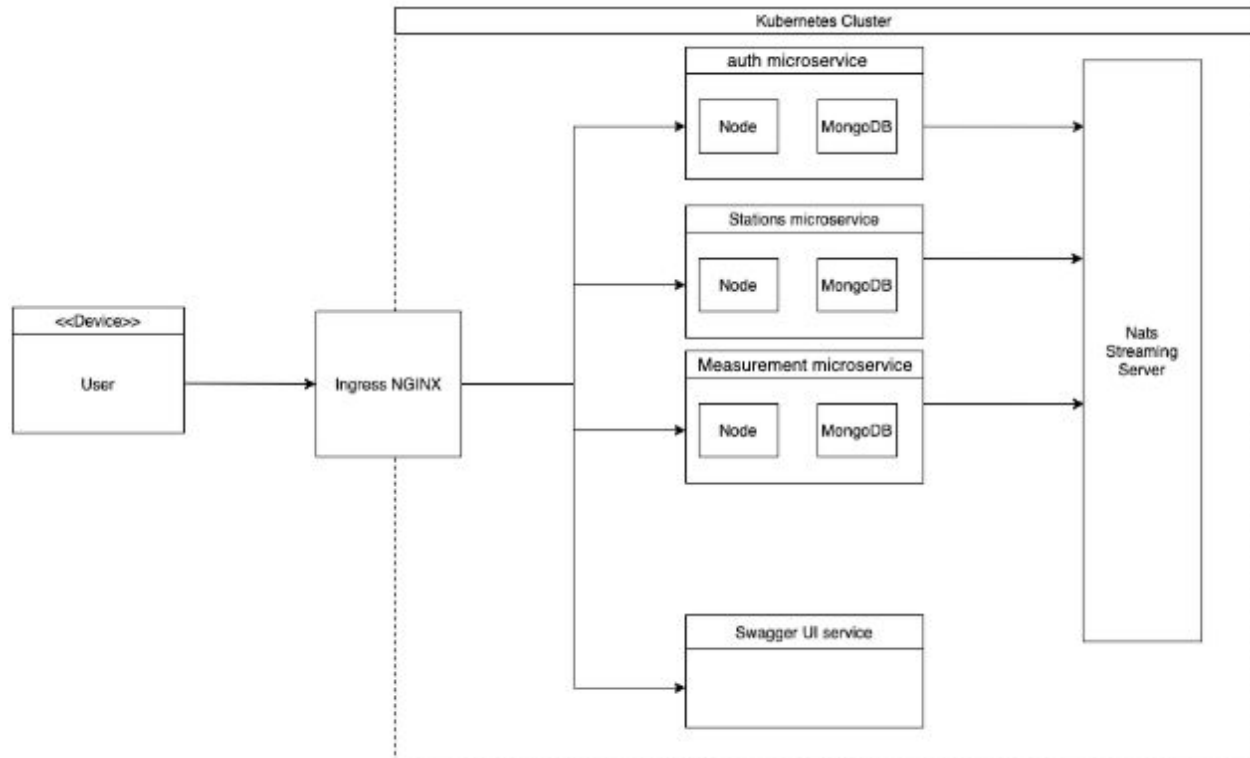 Kubernetes Cluster
auth microservice
Node
MongoDB
Stations microservice
Node
MongoDB
<<Device>>
User
Ingress NGINX
Measurement microservice
Node
MongoDB
Nats
Streaming
Server
Swagger UI service